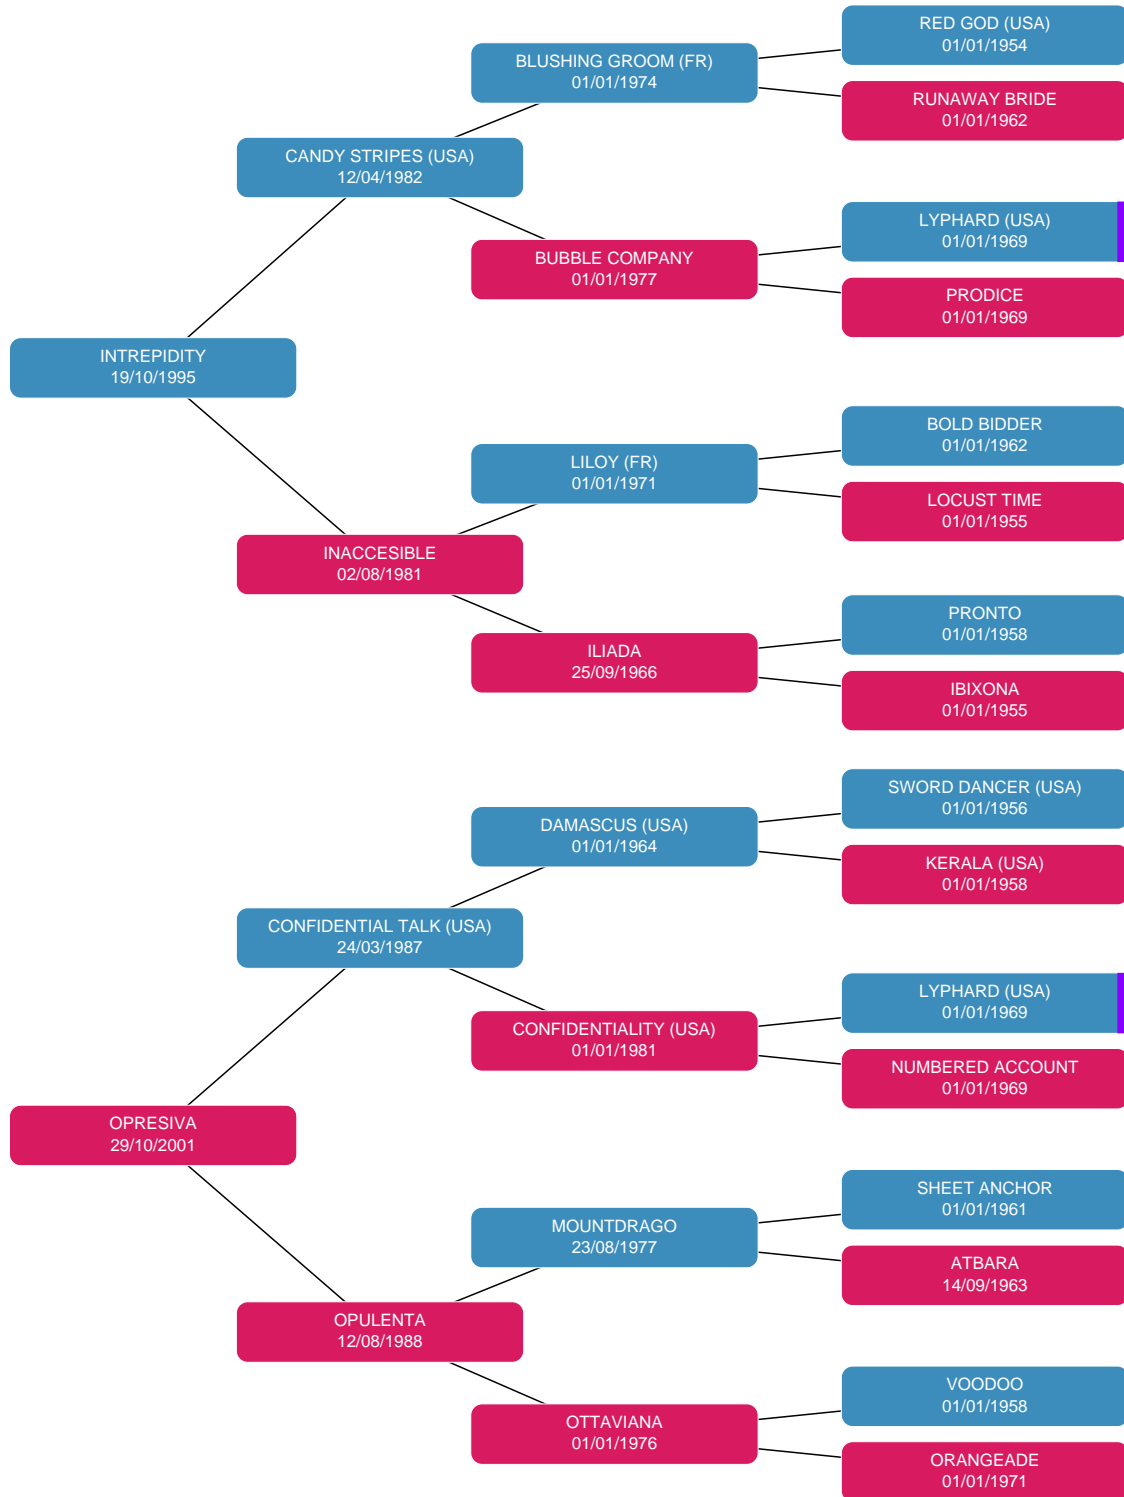 RED GOD (USA)
01/01/1954
BLUSHING GROOM (FR)
01/01/1974
RUNAWAY BRIDE
01/01/1962
CANDY STRIPES (USA)
12/04/1982
LYPHARD (USA)
01/01/1969
BUBBLE COMPANY
01/01/1977
PRODICE
01/01/1969
INTREPIDITY
19/10/1995
BOLD BIDDER
01/01/1962
LILOY (FR)
01/01/1971
LOCUST TIME
01/01/1955
INACCESIBLE
02/08/1981
PRONTO
01/01/1958
ILIADA
25/09/1966
IBIXONA
01/01/1955
SWORD DANCER (USA)
01/01/1956
DAMASCUS (USA)
01/01/1964
KERALA (USA)
01/01/1958
CONFIDENTIAL TALK (USA)
24/03/1987
LYPHARD (USA)
01/01/1969
CONFIDENTIALITY (USA)
01/01/1981
NUMBERED ACCOUNT
01/01/1969
OPRESIVA
29/10/2001
SHEET ANCHOR
01/01/1961
MOUNTDRAGO
23/08/1977
ATBARA
14/09/1963
OPULENTA
12/08/1988
VOODOO
01/01/1958
OTTAVIANA
01/01/1976
ORANGEADE
01/01/1971